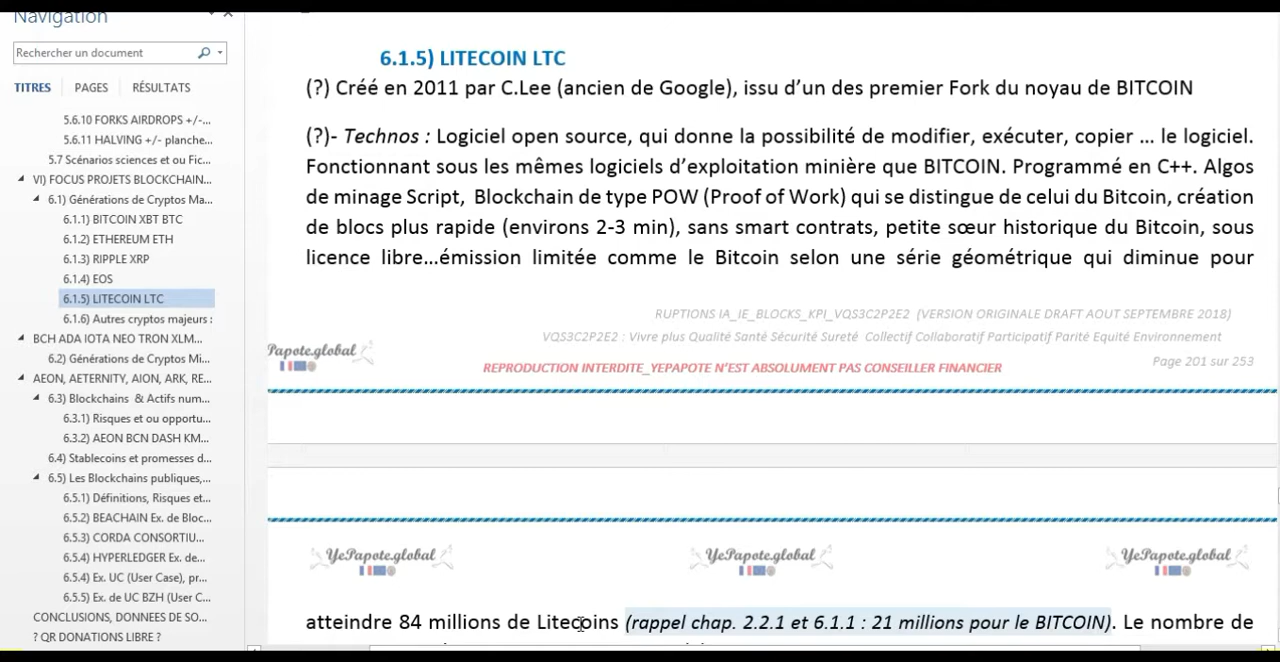 Navigation
Rechercher un document
TITRES PAGES RÉSULTATS
5.6.10 FORKS AIRDROPS +/-...
5.6.11 HALVING +/- planche...
5.7 Scénarios sciences et ou Fic...
VI) FOCUS PROJETS BLOCKCHAIN...
6.1) Générations de Cryptos Ma...
6.1.1) BITCOIN XBT BTC
6.1.2) ETHEREUM ETH
6.1.3) RIPPLE XRP
6.1.4) EOS
6.1.5) LITECOIN LTC
6.1.6) Autres cryptos majeurs :
BCH ADA IOTA NEO TRON XLM...
6.2) Générations de Cryptos Mi...
AEON, AETERNITY, AION, ARK, RE...
6.3) Blockchains & Actifs num...
6.3.1) Risques et ou opportu...
6.3.2) AEON BCN DASH KM...
6.4) Stablecoins et promesses d...
6.5) Les Blockchains publiques,...
6.5.1) Définitions, Risques et...
6.5.2) BEACHAIN Ex. de Bloc...
6.5.3) CORDA CONSORTIU...
6.5.4) HYPERLEDGER Ex. de...
6.5.4) Ex. UC (User Case), pr...
6.5.5) Ex. de UC BZH (User C...
CONCLUSIONS, DONNEES DE SO...
? QR DONATIONS LIBRE ?
6.1.5) LITECOIN LTC
(?) Créé en 2011 par C.Lee (ancien de Google), issu d’un des premier Fork du noyau de BITCOIN
(?)- Technos : Logiciel open source, qui donne la possibilité de modifier, exécuter, copier ... le logiciel.
Fonctionnant sous les mêmes logiciels d’exploitation minière que BITCOIN. Programmé en C++. Algos
de minage Script, Blockchain de type POW (Proof of Work) qui se distingue de celui du Bitcoin, création
de blocs plus rapide (environs 2-3 min), sans smart contrats, petite sœur historique du Bitcoin, sous
licence libre...émission limitée comme le Bitcoin selon une série géométrique qui diminue pour
RUPTIONS IA_IE_BLOCKS_KPI_VQS3C2P2E2 (VERSION ORIGINALE DRAFT AOUT SEPTEMBRE 2018)
VQS3C2P2E2 : Vivre plus Qualité Santé Sécurité Sureté Collectif Collaboratif Participatif Parité Equité Environnement
Papote.global
Page 201 sur 253
REPRODUCTION INTERDITE_YEPAPOTE N’EST ABSOLUMENT PAS CONSEILLER FINANCIER
YePapote.global YePapote.global YePapote.global
atteindre 84 millions de Litecoins (rappel chap. 2.2.1 et 6.1.1 : 21 millions pour le BITCOIN). Le nombre de